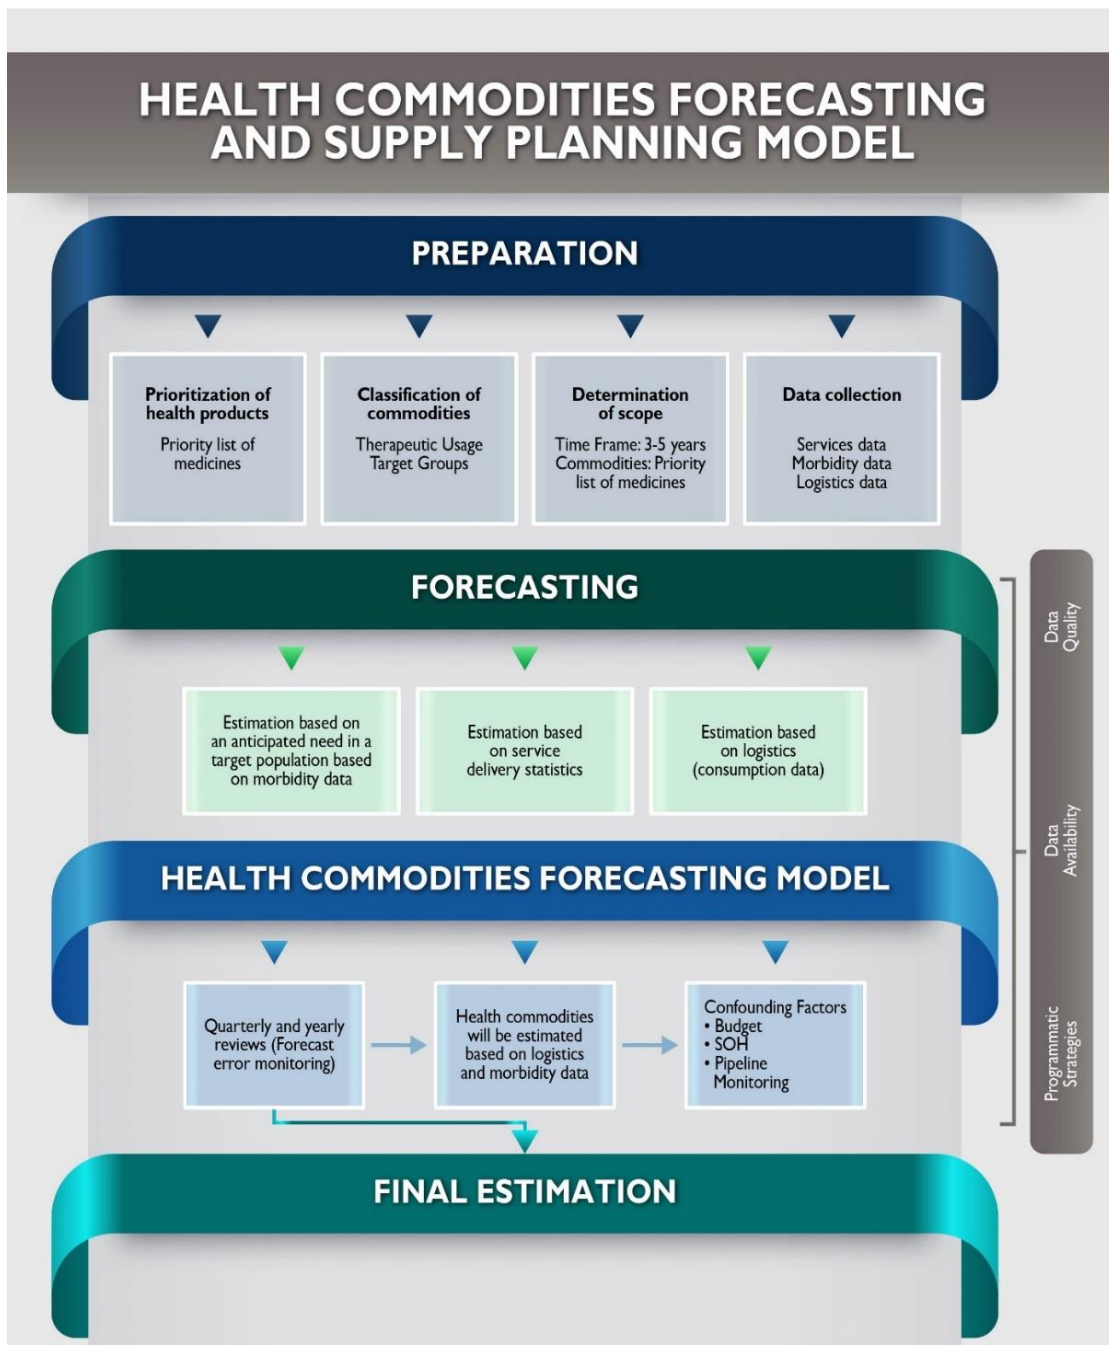 HEALTH COMMODITIES FORECASTING
AND SUPPLY PLANNING MODEL
PREPARATION
Prioritization of
health products
Priority list of
medicines
Classification of
commodities
Therapeutic Usage
Target Groups
Determination
of scope
Time Frame: 3-5 years
Commodities: Priority
list of medicines
Data collection
Services data
Morbidity data
Logistics data
FORECASTING
Estimation based on
an anticipated need in a
target population based
on morbidity data
Estimation based
on service
delivery statistics
Estimation based
on logistics
(consumption data)
HEALTH COMMODITIES FORECASTING MODEL
Quarterly and yearly
reviews (Forecast
error monitoring)
Health commodities
will be estimated
based on logistics
and morbidity data
Confounding Factors
• Budget
• SOH
• Pipeline
Monitoring
FINAL ESTIMATION
Data
Quality
Data
Availability
Programmatic
Strategies